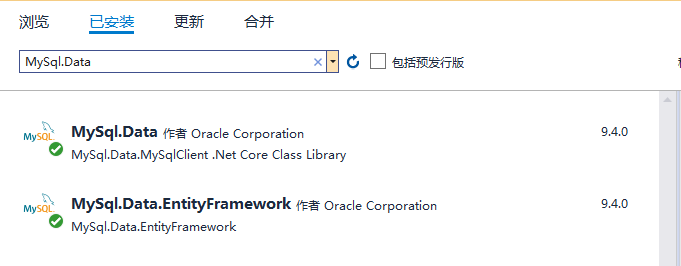 浏览 已安装 更新 合并
MySql.Data 包括预发行版
MySQL MySql.Data 作者 Oracle Corporation 9.4.0
MySql.Data.MySqlClient .Net Core Class Library
MySQL MySql.Data.EntityFramework 作者 Oracle Corporation 9.4.0
MySql.Data.EntityFramework